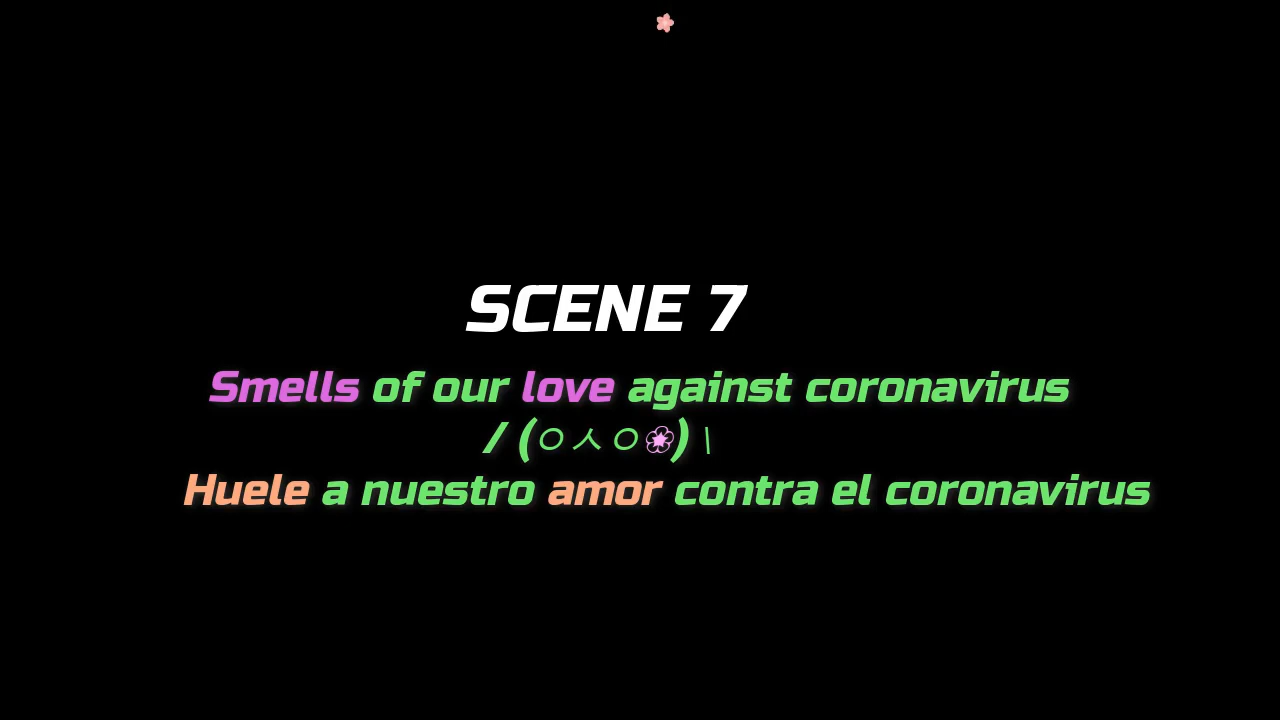 SCENE 7
Smells of our love against coronavirus
/ (ㅇㅅㅇ❀) \
Huele a nuestro amor contra el coronavirus